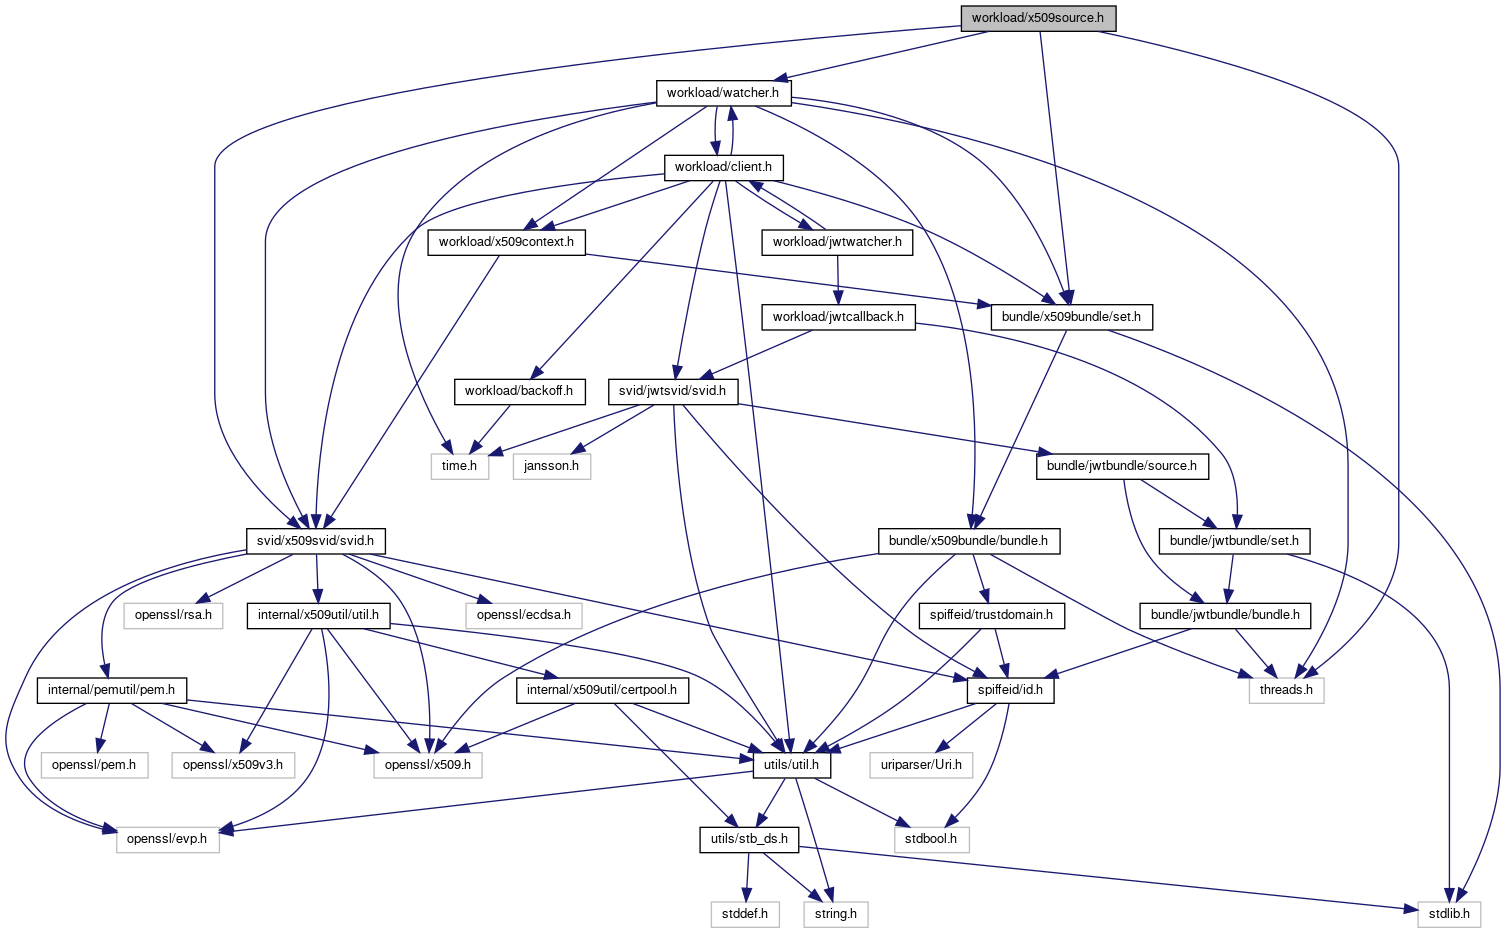 workload/x509source.h
workload/watcher.h
workload/client.h
workload/x509context.h
workload/jwtwatcher.h
workload/jwtcallback.h
bundle/x509bundle/set.h
workload/backoff.h
svid/jwtsvid/svid.h
time.h
jansson.h
bundle/jwtbundle/source.h
svid/x509svid/svid.h
bundle/x509bundle/bundle.h
bundle/jwtbundle/set.h
openssl/rsa.h
internal/x509util/util.h
openssl/ecdsa.h
spiffeid/trustdomain.h
bundle/jwtbundle/bundle.h
internal/pemutil/pem.h
internal/x509util/certpool.h
spiffeid/id.h
threads.h
openssl/pem.h
openssl/x509v3.h
openssl/x509.h
utils/util.h
uriparser/Uri.h
openssl/evp.h
utils/stb_ds.h
stdbool.h
stddef.h
string.h
stdlib.h